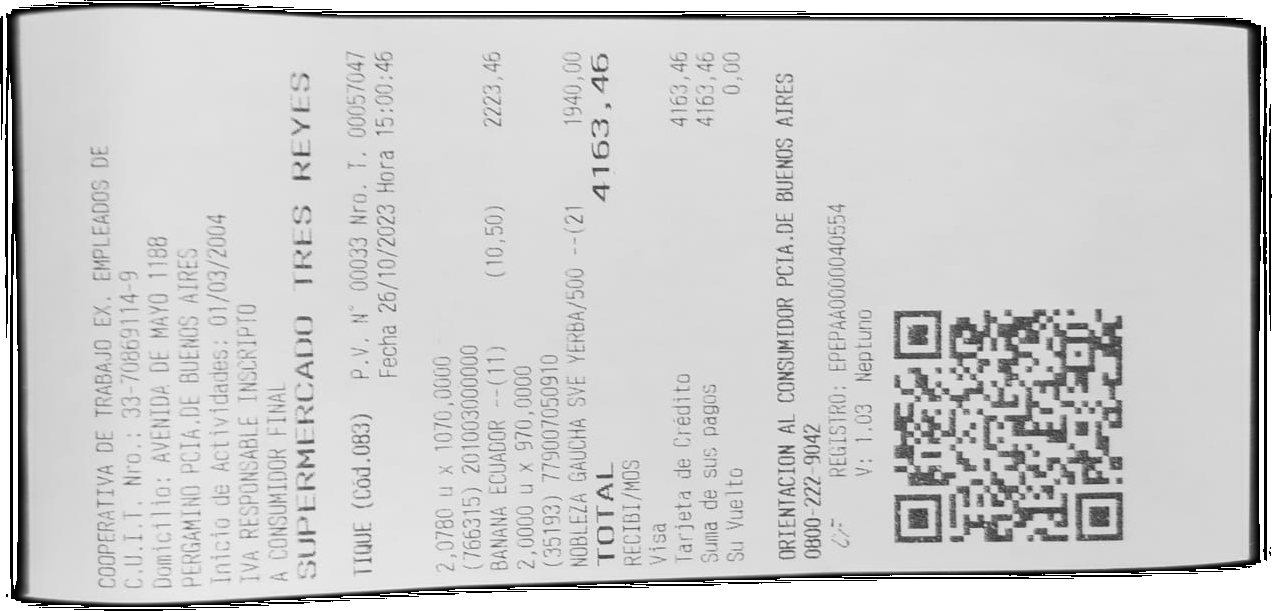 COOPERATIVA DE TRABAJO EX. EMPLEADOS DE
C.U.I.T. Nro.: 33-70869114-9
Domicilio: AVENIDA DE MAYO 1188
PERGAMINO PCIA.DE BUENOS AIRES
Inicio de Actividades: 01/03/2004
IVA RESPONSABLE INSCRIPTO
A CONSUMIDOR FINAL
SUPERMERCADO TRES REYES
TIQUE (Cód.083) P.V. N° 00033 Nro. T. 00057047
Fecha 26/10/2023 Hora 15:00:46
2,0780 u x 1070,0000
(766315) 2010030000000
BANANA ECUADOR --(11) (10,50) 2223,46
2,0000 u x 970,0000
(35193) 7790070509​10
NOBLEZA GAUCHA SVE YERBA/500 --(21 1940,00
TOTAL 4163,46
RECIBI/MOS
Visa
Tarjeta de Crédito 4163,46
Suma de sus pagos 4163,46
Su Vuelto 0,00
ORIENTACION AL CONSUMIDOR PCIA.DE BUENOS AIRES
0800-222-9042
REGISTRO: EPEPAA0000040554
V: 1.03 Neptuno